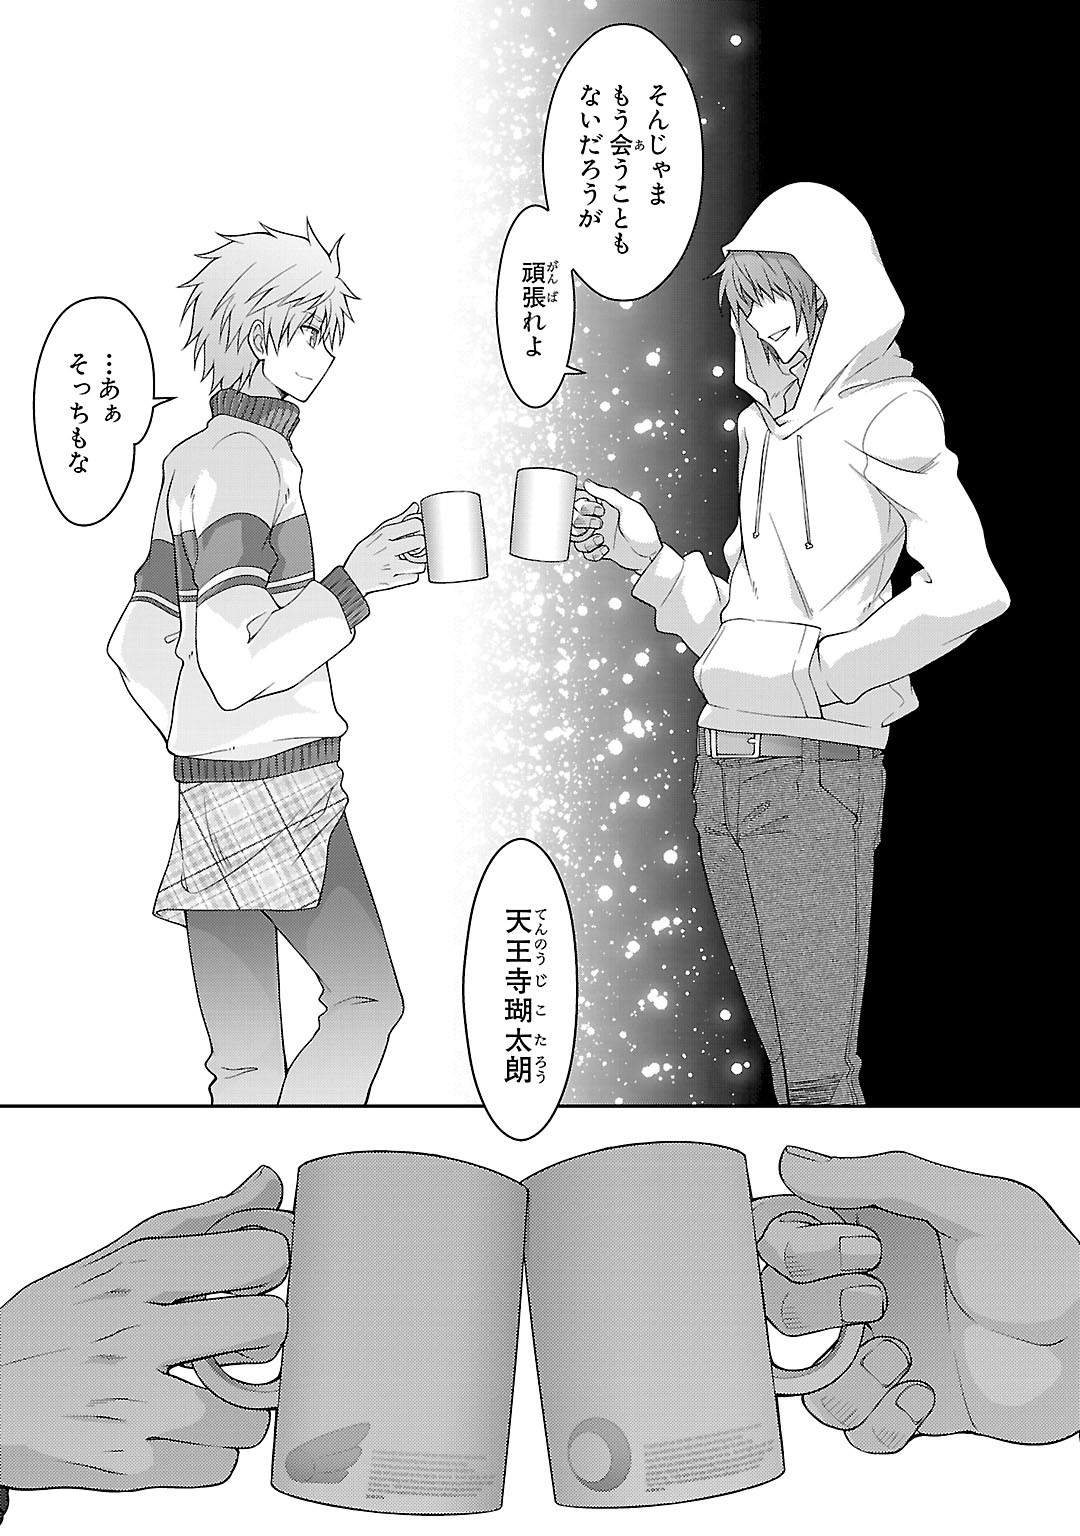 そんじゃま
もう会うことも
ないだろうが
頑張れよ
…あぁ
そっちもな
天王寺瑚太朗